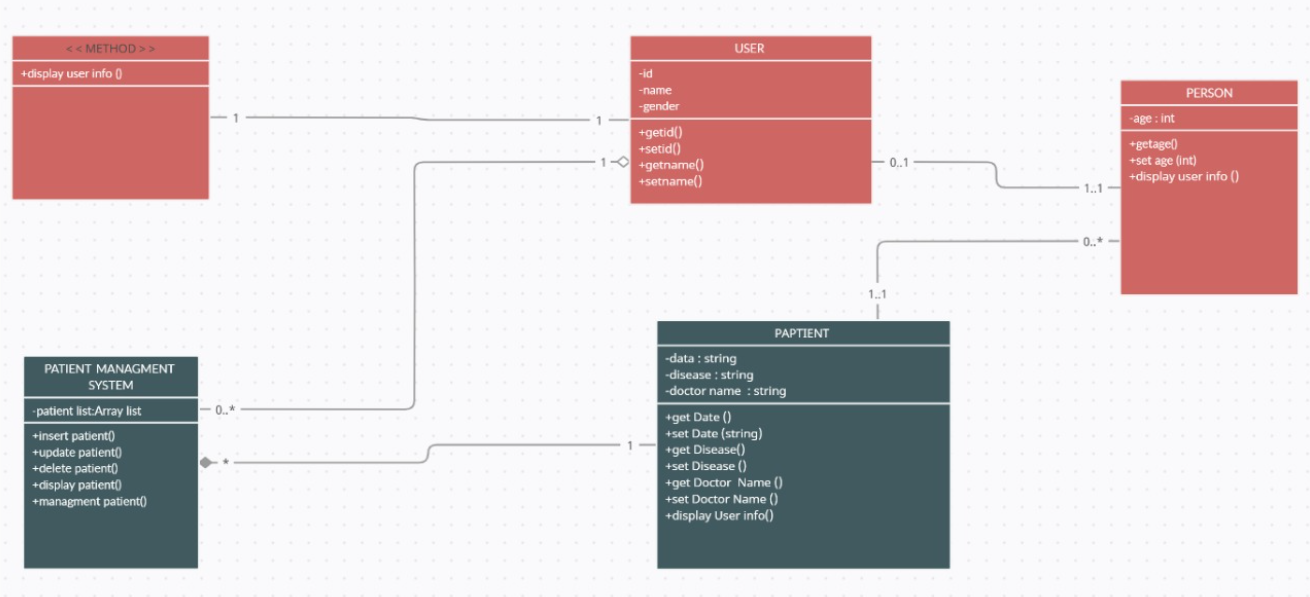 < < METHOD > >
+display user info ()
1
USER
-id
-name
-gender
+getid()
+setid()
+getname()
+setname()
1
1
0..1
PERSON
-age : int
+getage()
+set age (int)
+display user info ()
1..1
0..*
1..1
PATIENT MANAGMENT
SYSTEM
-patient list:Array list
+insert patient()
+update patient()
+delete patient()
+display patient()
+managment patient()
0..*
*
1
PAPTIENT
-data : string
-disease : string
-doctor name : string
+get Date ()
+set Date (string)
+get Disease()
+set Disease ()
+get Doctor Name ()
+set Doctor Name ()
+display User info()